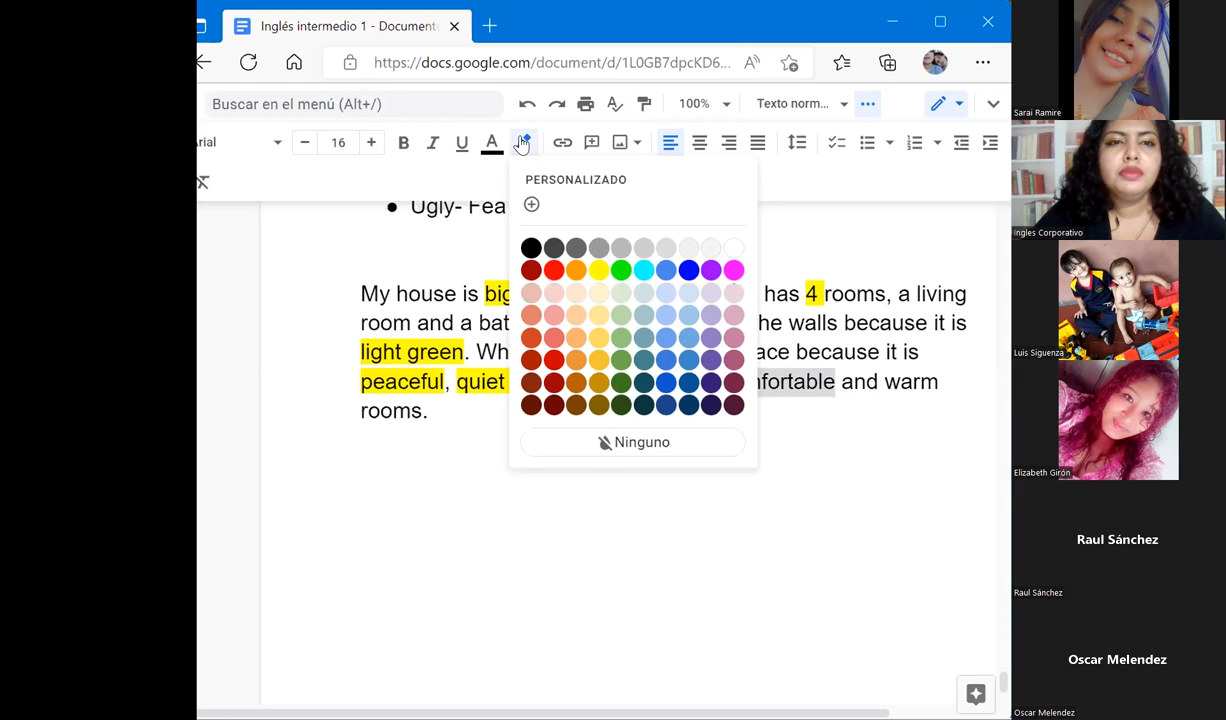 Inglés intermedio 1 - Documento
https://docs.google.com/document/d/1L0GB7dpcKD6...
Buscar en el menú (Alt+/)
100%
Texto norm...
rial
16
B I U A
PERSONALIZADO
Ninguno
Ugly- Fea
My house is big has 4 rooms, a living
room and a bat he walls because it is
light green. Wh ace because it is
peaceful, quiet nfortable and warm
rooms.
Sarai Ramire
Ingles Corporativo
Luis Siguenza
Elizabeth Girón
Raul Sánchez
Raul Sánchez
Oscar Melendez
Oscar Melendez